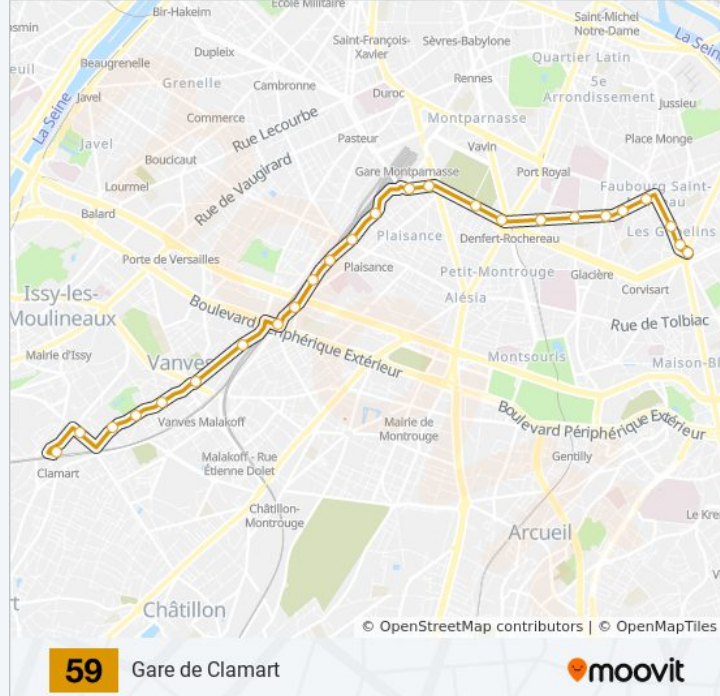 Bir-Hakeim
École Militaire
Saint-Michel
Notre-Dame
Saint-François-
Xavier
Sèvres-Babylone
La Seine
Dupleix
Quartier Latin
Beaugrenelle
Grenelle
Cambronne
Rennes
5e
Arrondissement
Javel
Duroc
Jussieu
La Seine
Commerce
Rue Lecourbe
Montparnasse
Pasteur
Vavin
Place Monge
Javel
Boucicaut
Rue de Vaugirard
Gare Montparnasse
Port Royal
Lourmel
Faubourg Saint-
Balard
Plaisance
Denfert-Rochereau
Porte de Versailles
Plaisance
Petit-Montrouge
Glacière
Issy-les-
Moulineaux
Alésia
Corvisart
Boulevard Périphérique Extérieur
Rue de Tolbiac
Mairie d'Issy
Vanves
Montsouris
Maison-Bl
Vanves Malakoff
Mairie de
Montrouge
Boulevard Périphérique Extérieur
Clamart
Malakoff - Rue
Étienne Dolet
Gentilly
Châtillon-
Montrouge
Le Kre
Arcueil
Châtillon
© OpenStreetMap contributors | © OpenMapTiles
59 Gare de Clamart
moovit